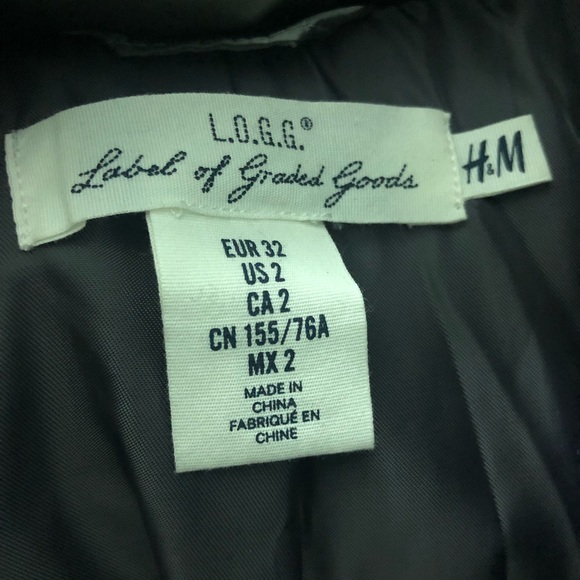 L.O.G.G.®
Label of Graded Goods
H&M
EUR 32
US 2
CA 2
CN 155/76A
MX 2
MADE IN
CHINA
FABRIQUÉ EN
CHINE